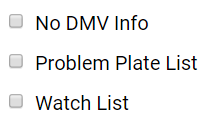 No DMV Info
Problem Plate List
Watch List